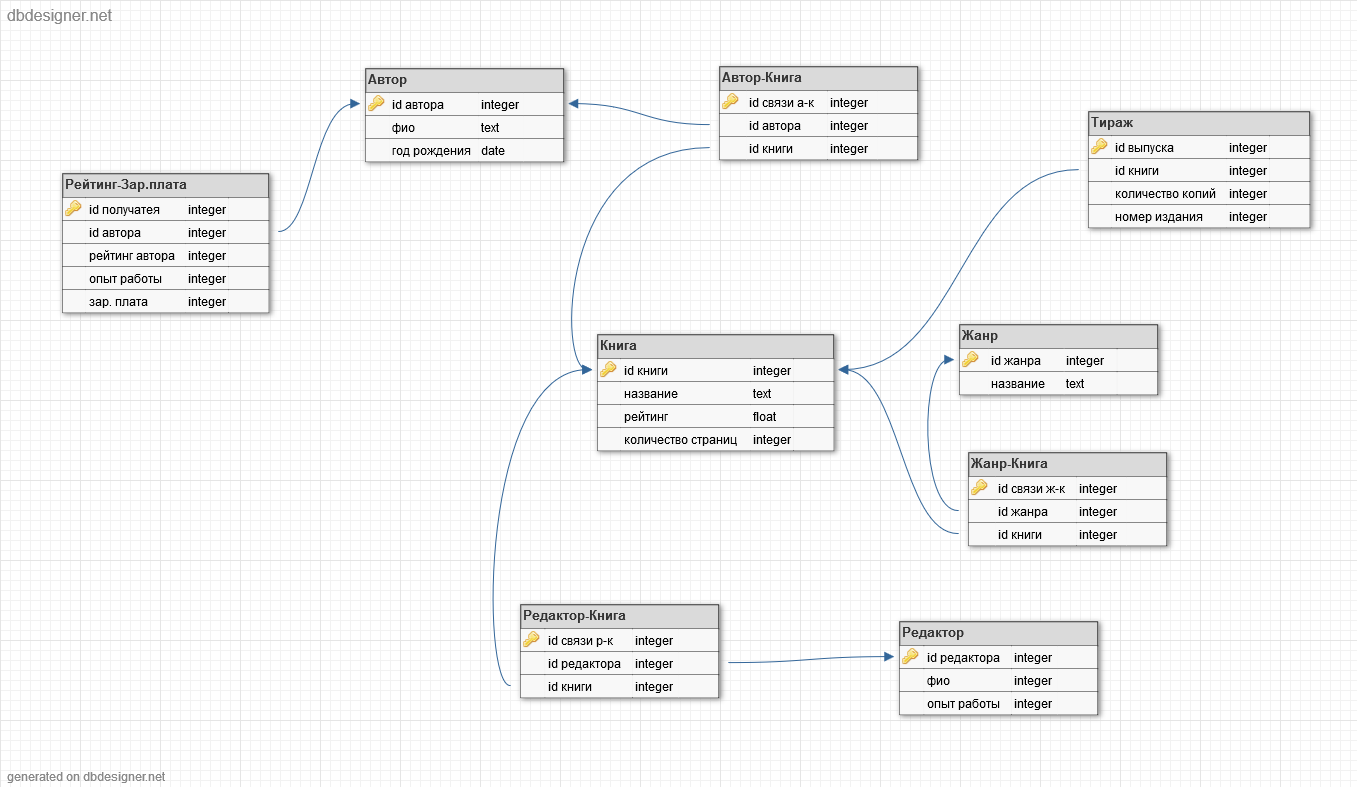 dbdesigner.net
Автор
id автора integer
фио text
год рождения date
Автор-Книга
id связи а-к integer
id автора integer
id книги integer
Тираж
id выпуска integer
id книги integer
количество копий integer
номер издания integer
Рейтинг-Зар.плата
id получатея integer
id автора integer
рейтинг автора integer
опыт работы integer
зар. плата integer
Книга
id книги integer
название text
рейтинг float
количество страниц integer
Жанр
id жанра integer
название text
Жанр-Книга
id связи ж-к integer
id жанра integer
id книги integer
Редактор-Книга
id связи р-к integer
id редактора integer
id книги integer
Редактор
id редактора integer
фио integer
опыт работы integer
generated on dbdesigner.net